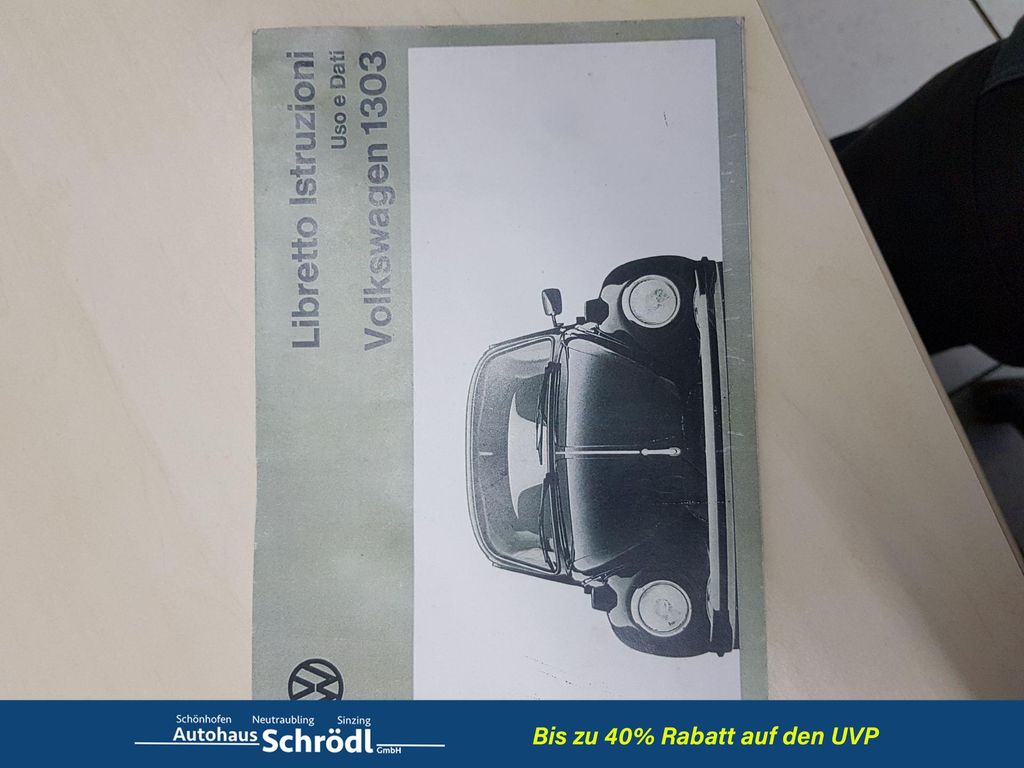 Libretto Istruzioni
Uso e Dati
Volkswagen 1303
Schönhofen Neutraubling Sinzing
Autohaus Schrödl GmbH
Bis zu 40% Rabatt auf den UVP